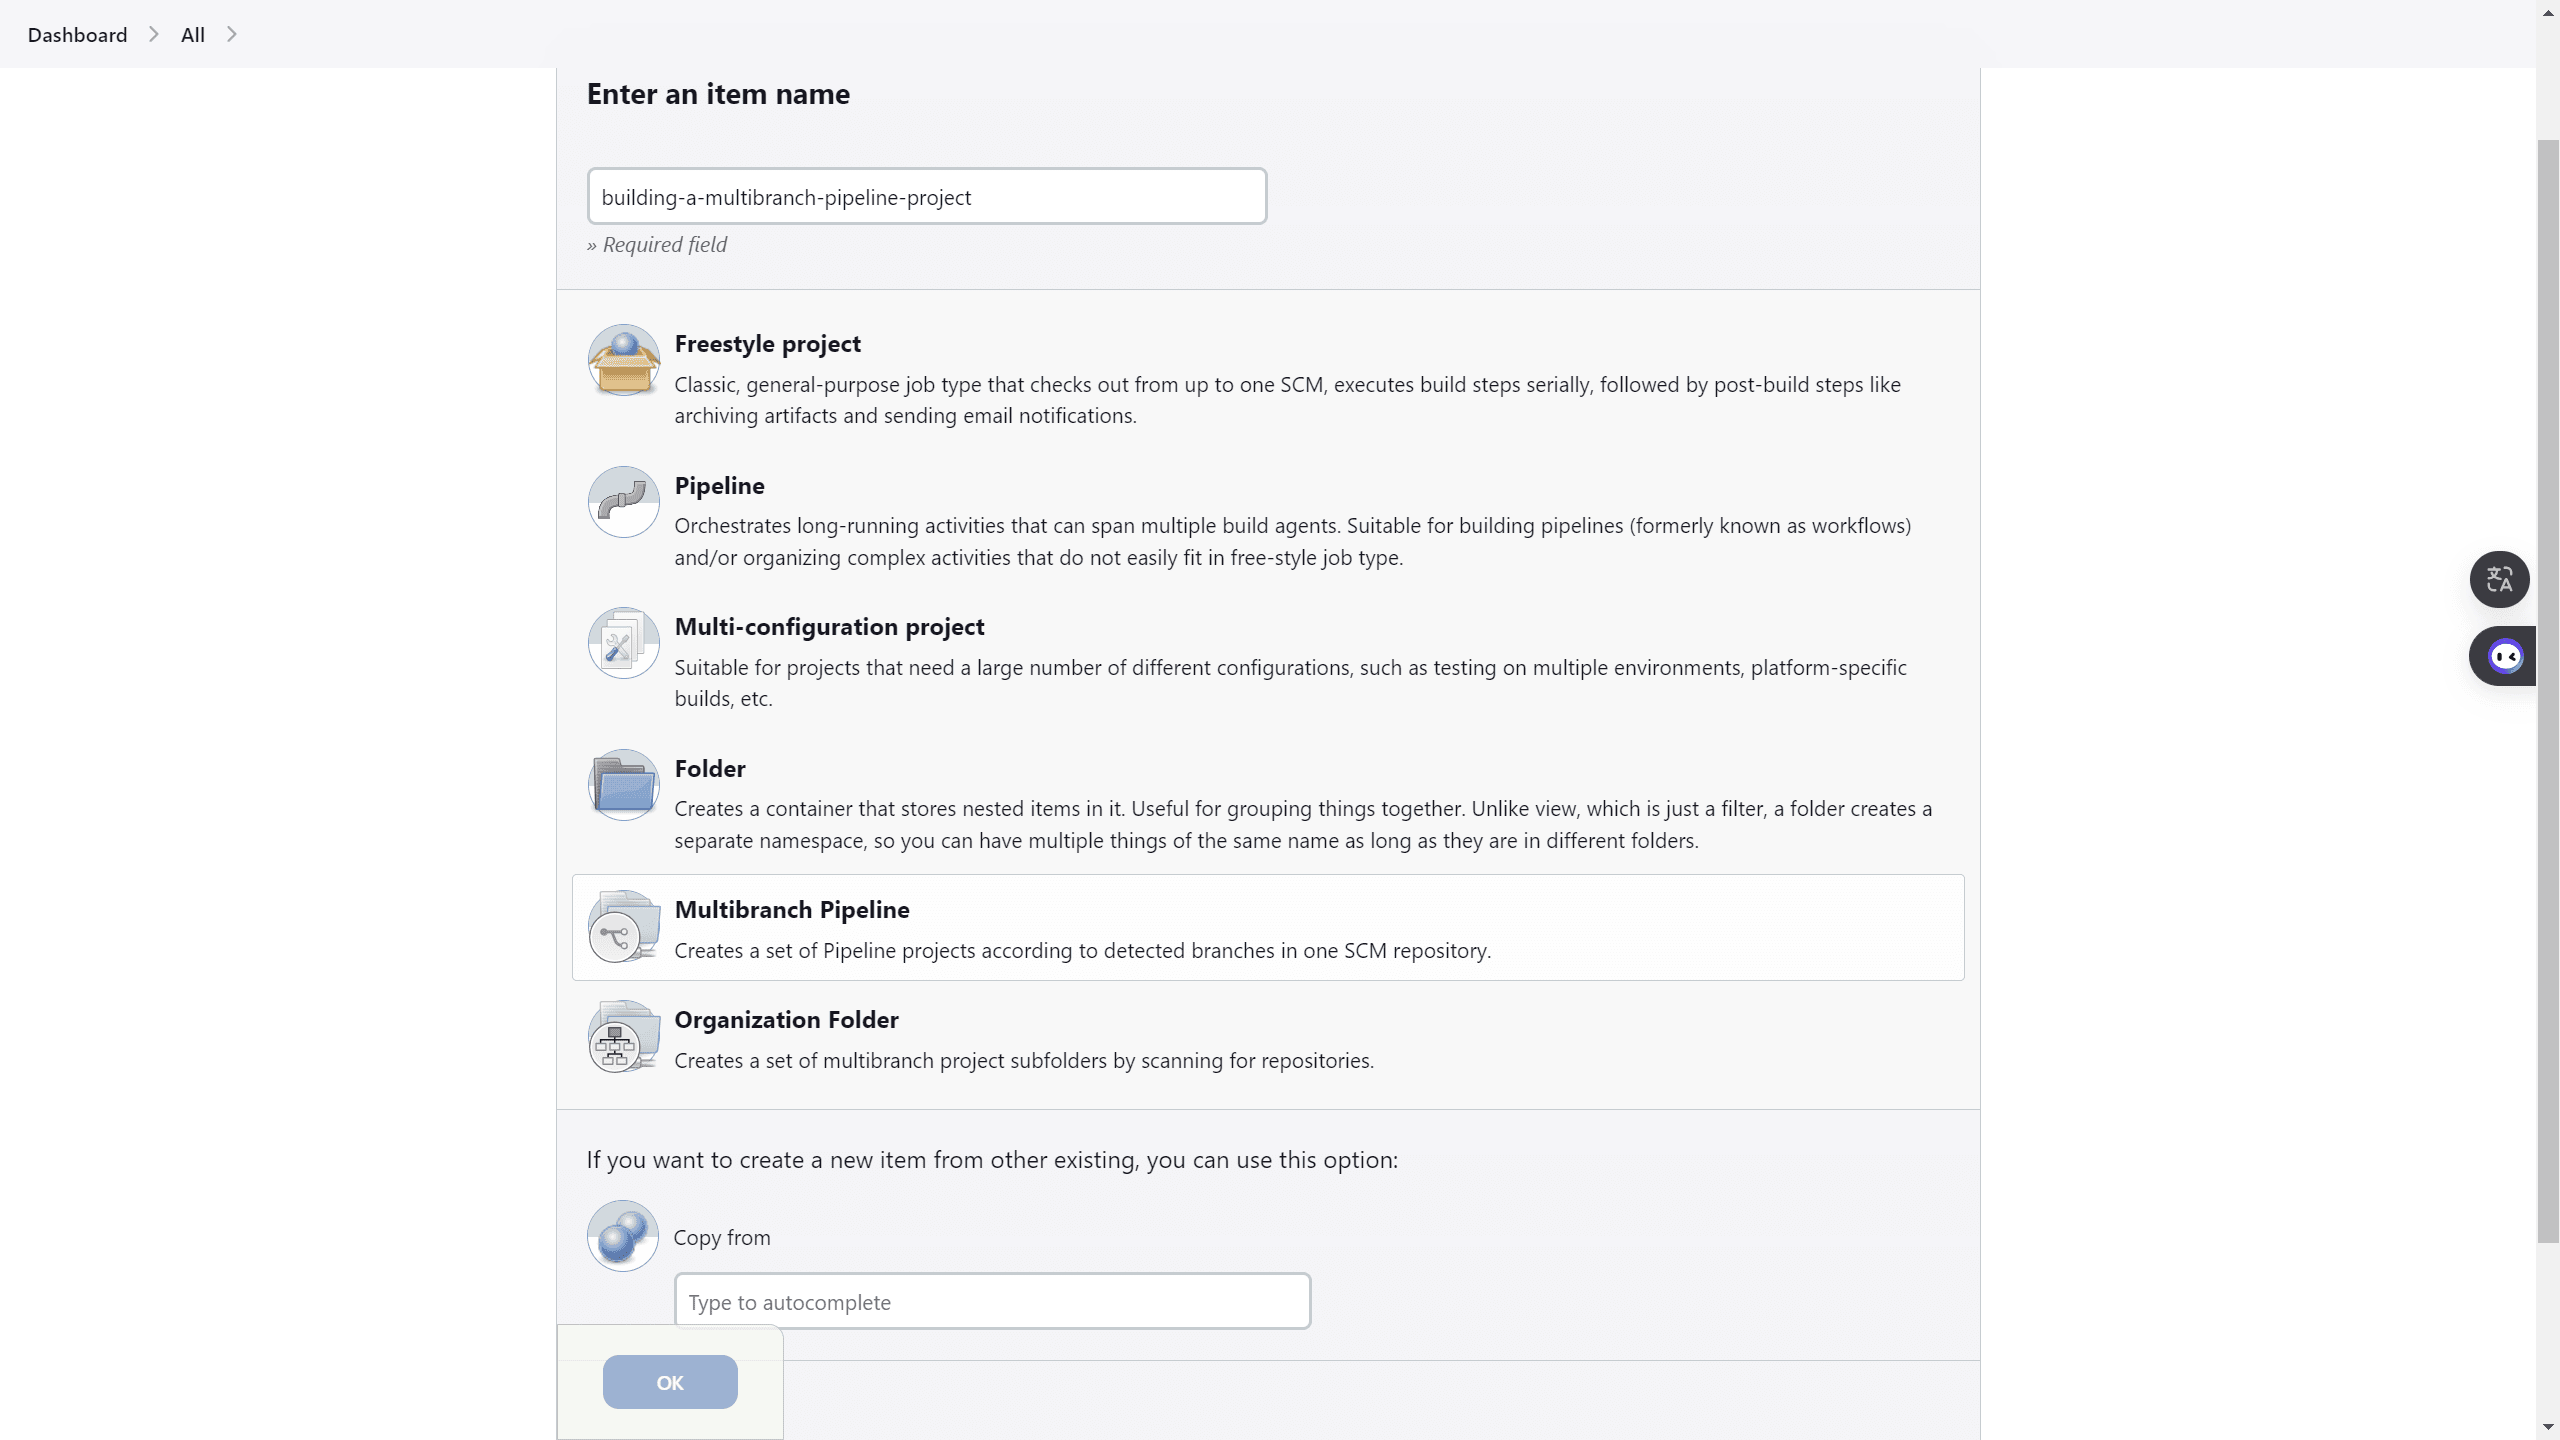 Dashboard All
Enter an item name
building-a-multibranch-pipeline-project
» Required field
Freestyle project
Classic, general-purpose job type that checks out from up to one SCM, executes build steps serially, followed by post-build steps like
archiving artifacts and sending email notifications.
Pipeline
Orchestrates long-running activities that can span multiple build agents. Suitable for building pipelines (formerly known as workflows)
and/or organizing complex activities that do not easily fit in free-style job type.
Multi-configuration project
Suitable for projects that need a large number of different configurations, such as testing on multiple environments, platform-specific
builds, etc.
Folder
Creates a container that stores nested items in it. Useful for grouping things together. Unlike view, which is just a filter, a folder creates a
separate namespace, so you can have multiple things of the same name as long as they are in different folders.
Multibranch Pipeline
Creates a set of Pipeline projects according to detected branches in one SCM repository.
Organization Folder
Creates a set of multibranch project subfolders by scanning for repositories.
If you want to create a new item from other existing, you can use this option:
Copy from
Type to autocomplete
OK